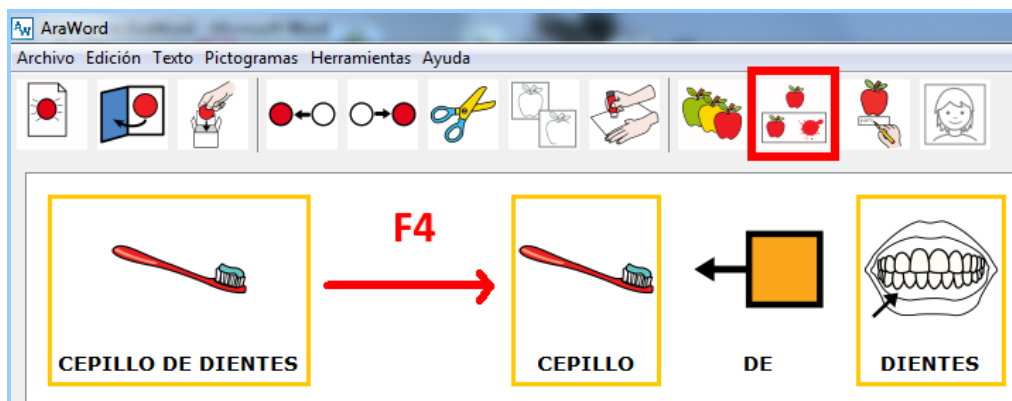 AraWord
Archivo Edición Texto Pictogramas Herramientas Ayuda
F4
CEPILLO DE DIENTES
CEPILLO
DE
DIENTES